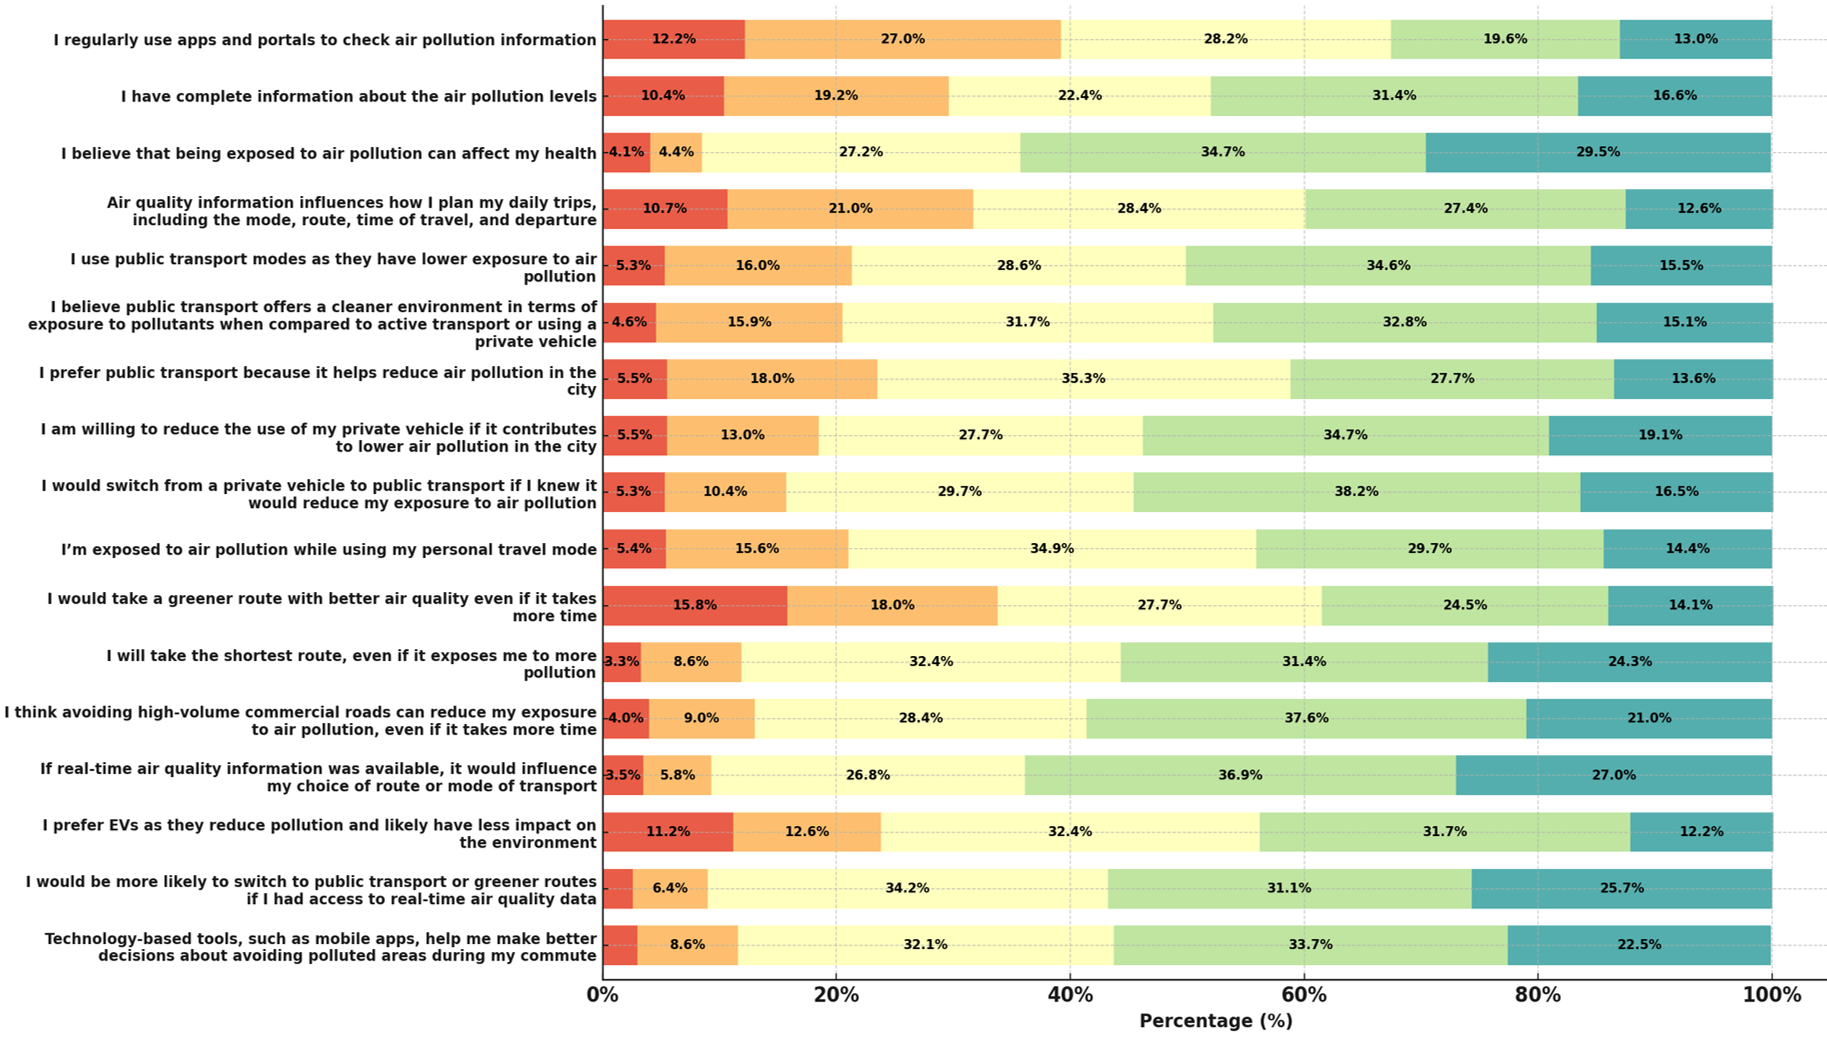 I regularly use apps and portals to check air pollution information
12.2% 27.0% 28.2% 19.6% 13.0%
I have complete information about the air pollution levels
10.4% 19.2% 22.4% 31.4% 16.6%
I believe that being exposed to air pollution can affect my health
4.1% 4.4% 27.2% 34.7% 29.5%
Air quality information influences how I plan my daily trips,
including the mode, route, time of travel, and departure
10.7% 21.0% 28.4% 27.4% 12.6%
I use public transport modes as they have lower exposure to air
pollution
5.3% 16.0% 28.6% 34.6% 15.5%
I believe public transport offers a cleaner environment in terms of
exposure to pollutants when compared to active transport or using a
private vehicle
4.6% 15.9% 31.7% 32.8% 15.1%
I prefer public transport because it helps reduce air pollution in the
city
5.5% 18.0% 35.3% 27.7% 13.6%
I am willing to reduce the use of my private vehicle if it contributes
to lower air pollution in the city
5.5% 13.0% 27.7% 34.7% 19.1%
I would switch from a private vehicle to public transport if I knew it
would reduce my exposure to air pollution
5.3% 10.4% 29.7% 38.2% 16.5%
I’m exposed to air pollution while using my personal travel mode
5.4% 15.6% 34.9% 29.7% 14.4%
I would take a greener route with better air quality even if it takes
more time
15.8% 18.0% 27.7% 24.5% 14.1%
I will take the shortest route, even if it exposes me to more
pollution
3.3% 8.6% 32.4% 31.4% 24.3%
I think avoiding high-volume commercial roads can reduce my exposure
to air pollution, even if it takes more time
4.0% 9.0% 28.4% 37.6% 21.0%
If real-time air quality information was available, it would influence
my choice of route or mode of transport
3.5% 5.8% 26.8% 36.9% 27.0%
I prefer EVs as they reduce pollution and likely have less impact on
the environment
11.2% 12.6% 32.4% 31.7% 12.2%
I would be more likely to switch to public transport or greener routes
if I had access to real-time air quality data
6.4% 34.2% 31.1% 25.7%
Technology-based tools, such as mobile apps, help me make better
decisions about avoiding polluted areas during my commute
8.6% 32.1% 33.7% 22.5%
0% 20% 40% 60% 80% 100%
Percentage (%)